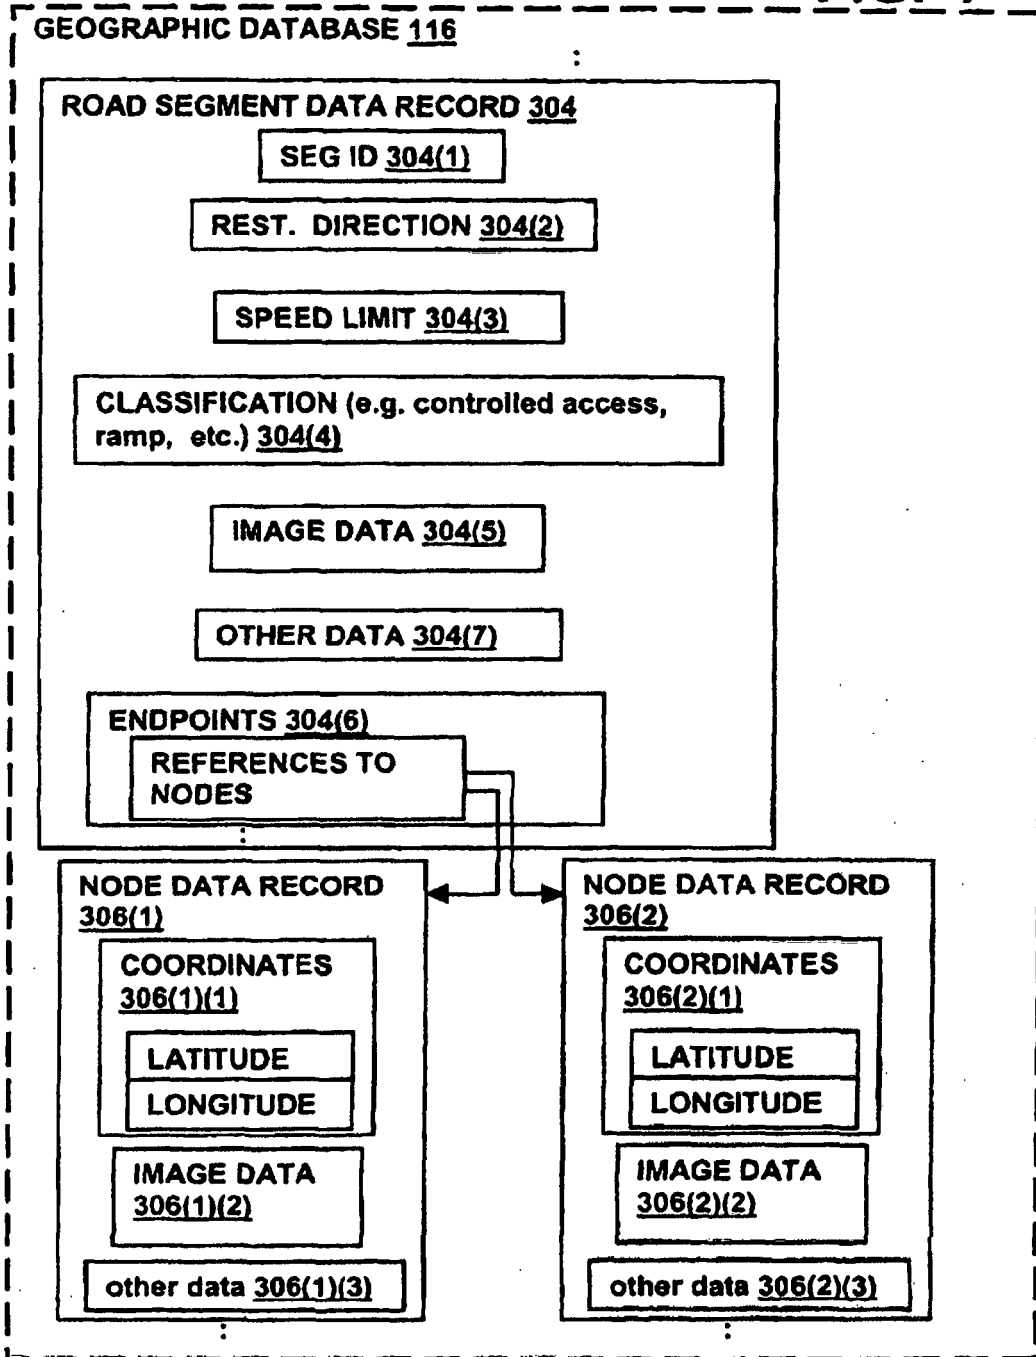 GEOGRAPHIC DATABASE 116
ROAD SEGMENT DATA RECORD 304
SEG ID 304(1)
REST. DIRECTION 304(2)
SPEED LIMIT 304(3)
CLASSIFICATION (e.g. controlled access,
ramp, etc.) 304(4)
IMAGE DATA 304(5)
OTHER DATA 304(7)
ENDPOINTS 304(6)
REFERENCES TO
NODES
NODE DATA RECORD
306(1)
COORDINATES
306(1)(1)
LATITUDE
LONGITUDE
IMAGE DATA
306(1)(2)
other data 306(1)(3)
NODE DATA RECORD
306(2)
COORDINATES
306(2)(1)
LATITUDE
LONGITUDE
IMAGE DATA
306(2)(2)
other data 306(2)(3)